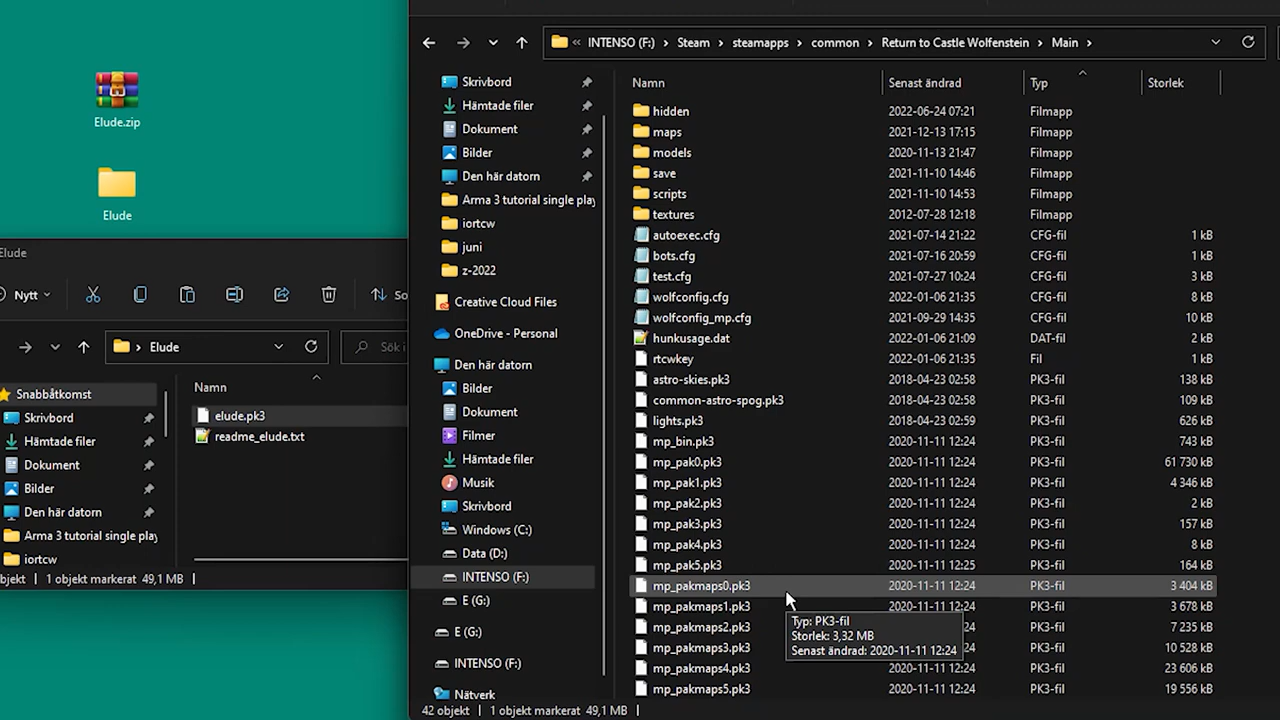 Elude.zip
Elude
Elude
Nytt
So
Elude
Sök i
Snabbåtkomst
Skrivbord
Hämtade filer
Dokument
Bilder
Den här datorn
Arma 3 tutorial single play
iortcw
Namn
elude.pk3
readme_elude.txt
objekt 1 objekt markerat 49,1 MB
INTENSO (F:) Steam steamapps common Return to Castle Wolfenstein Main
Skrivbord
Hämtade filer
Dokument
Bilder
Den här datorn
Arma 3 tutorial single play
iortcw
juni
z-2022
Creative Cloud Files
OneDrive - Personal
Den här datorn
Bilder
Dokument
Filmer
Hämtade filer
Musik
Skrivbord
Windows (C:)
Data (D:)
INTENSO (F:)
E (G:)
E (G:)
INTENSO (F:)
Nätverk
Namn Senast ändrad Typ Storlek
hidden 2022-06-24 07:21 Filmapp
maps 2021-12-13 17:15 Filmapp
models 2020-11-13 21:47 Filmapp
save 2021-11-10 14:46 Filmapp
scripts 2021-11-10 14:53 Filmapp
textures 2012-07-28 12:18 Filmapp
autoexec.cfg 2021-07-14 21:22 CFG-fil 1 kB
bots.cfg 2021-07-16 20:59 CFG-fil 1 kB
test.cfg 2021-07-27 10:24 CFG-fil 3 kB
wolfconfig.cfg 2022-01-06 21:35 CFG-fil 8 kB
wolfconfig_mp.cfg 2021-09-29 14:35 CFG-fil 10 kB
hunkusage.dat 2022-01-06 21:09 DAT-fil 2 kB
rtcwkey 2022-01-06 21:35 Fil 1 kB
astro-skies.pk3 2018-04-23 02:58 PK3-fil 138 kB
common-astro-spog.pk3 2018-04-23 02:58 PK3-fil 109 kB
lights.pk3 2018-04-23 02:59 PK3-fil 626 kB
mp_bin.pk3 2020-11-11 12:24 PK3-fil 743 kB
mp_pak0.pk3 2020-11-11 12:24 PK3-fil 61 730 kB
mp_pak1.pk3 2020-11-11 12:24 PK3-fil 4 346 kB
mp_pak2.pk3 2020-11-11 12:24 PK3-fil 2 kB
mp_pak3.pk3 2020-11-11 12:24 PK3-fil 157 kB
mp_pak4.pk3 2020-11-11 12:24 PK3-fil 8 kB
mp_pak5.pk3 2020-11-11 12:24 PK3-fil 164 kB
mp_pakmaps0.pk3 2020-11-11 12:24 PK3-fil 3 404 kB
mp_pakmaps1.pk3 2020-11-11 12:24 PK3-fil 3 678 kB
mp_pakmaps2.pk3 2020-11-11 12:24 PK3-fil 7 235 kB
mp_pakmaps3.pk3 2020-11-11 12:24 PK3-fil 10 528 kB
mp_pakmaps4.pk3 2020-11-11 12:24 PK3-fil 23 606 kB
mp_pakmaps5.pk3 2020-11-11 12:24 PK3-fil 19 556 kB
Typ: PK3-fil
Storlek: 3,32 MB
Senast ändrad: 2020-11-11 12:24
42 objekt 1 objekt markerat 49,1 MB